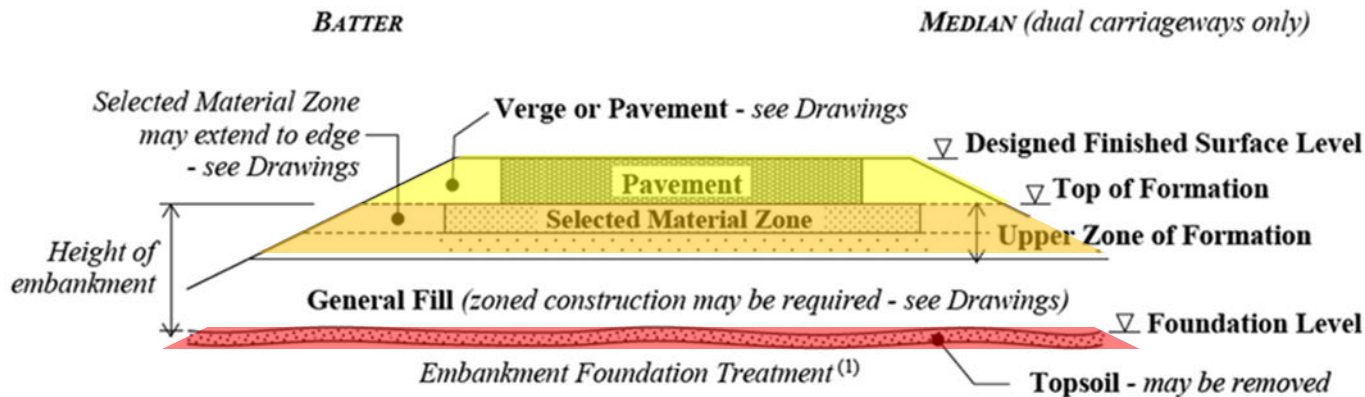 BATTER
MEDIAN (dual carriageways only)
Selected Material Zone
may extend to edge
- see Drawings
Verge or Pavement - see Drawings
Designed Finished Surface Level
Pavement
Top of Formation
Selected Material Zone
Upper Zone of Formation
Height of
embankment
General Fill (zoned construction may be required - see Drawings)
Foundation Level
Embankment Foundation Treatment (1)
Topsoil - may be removed